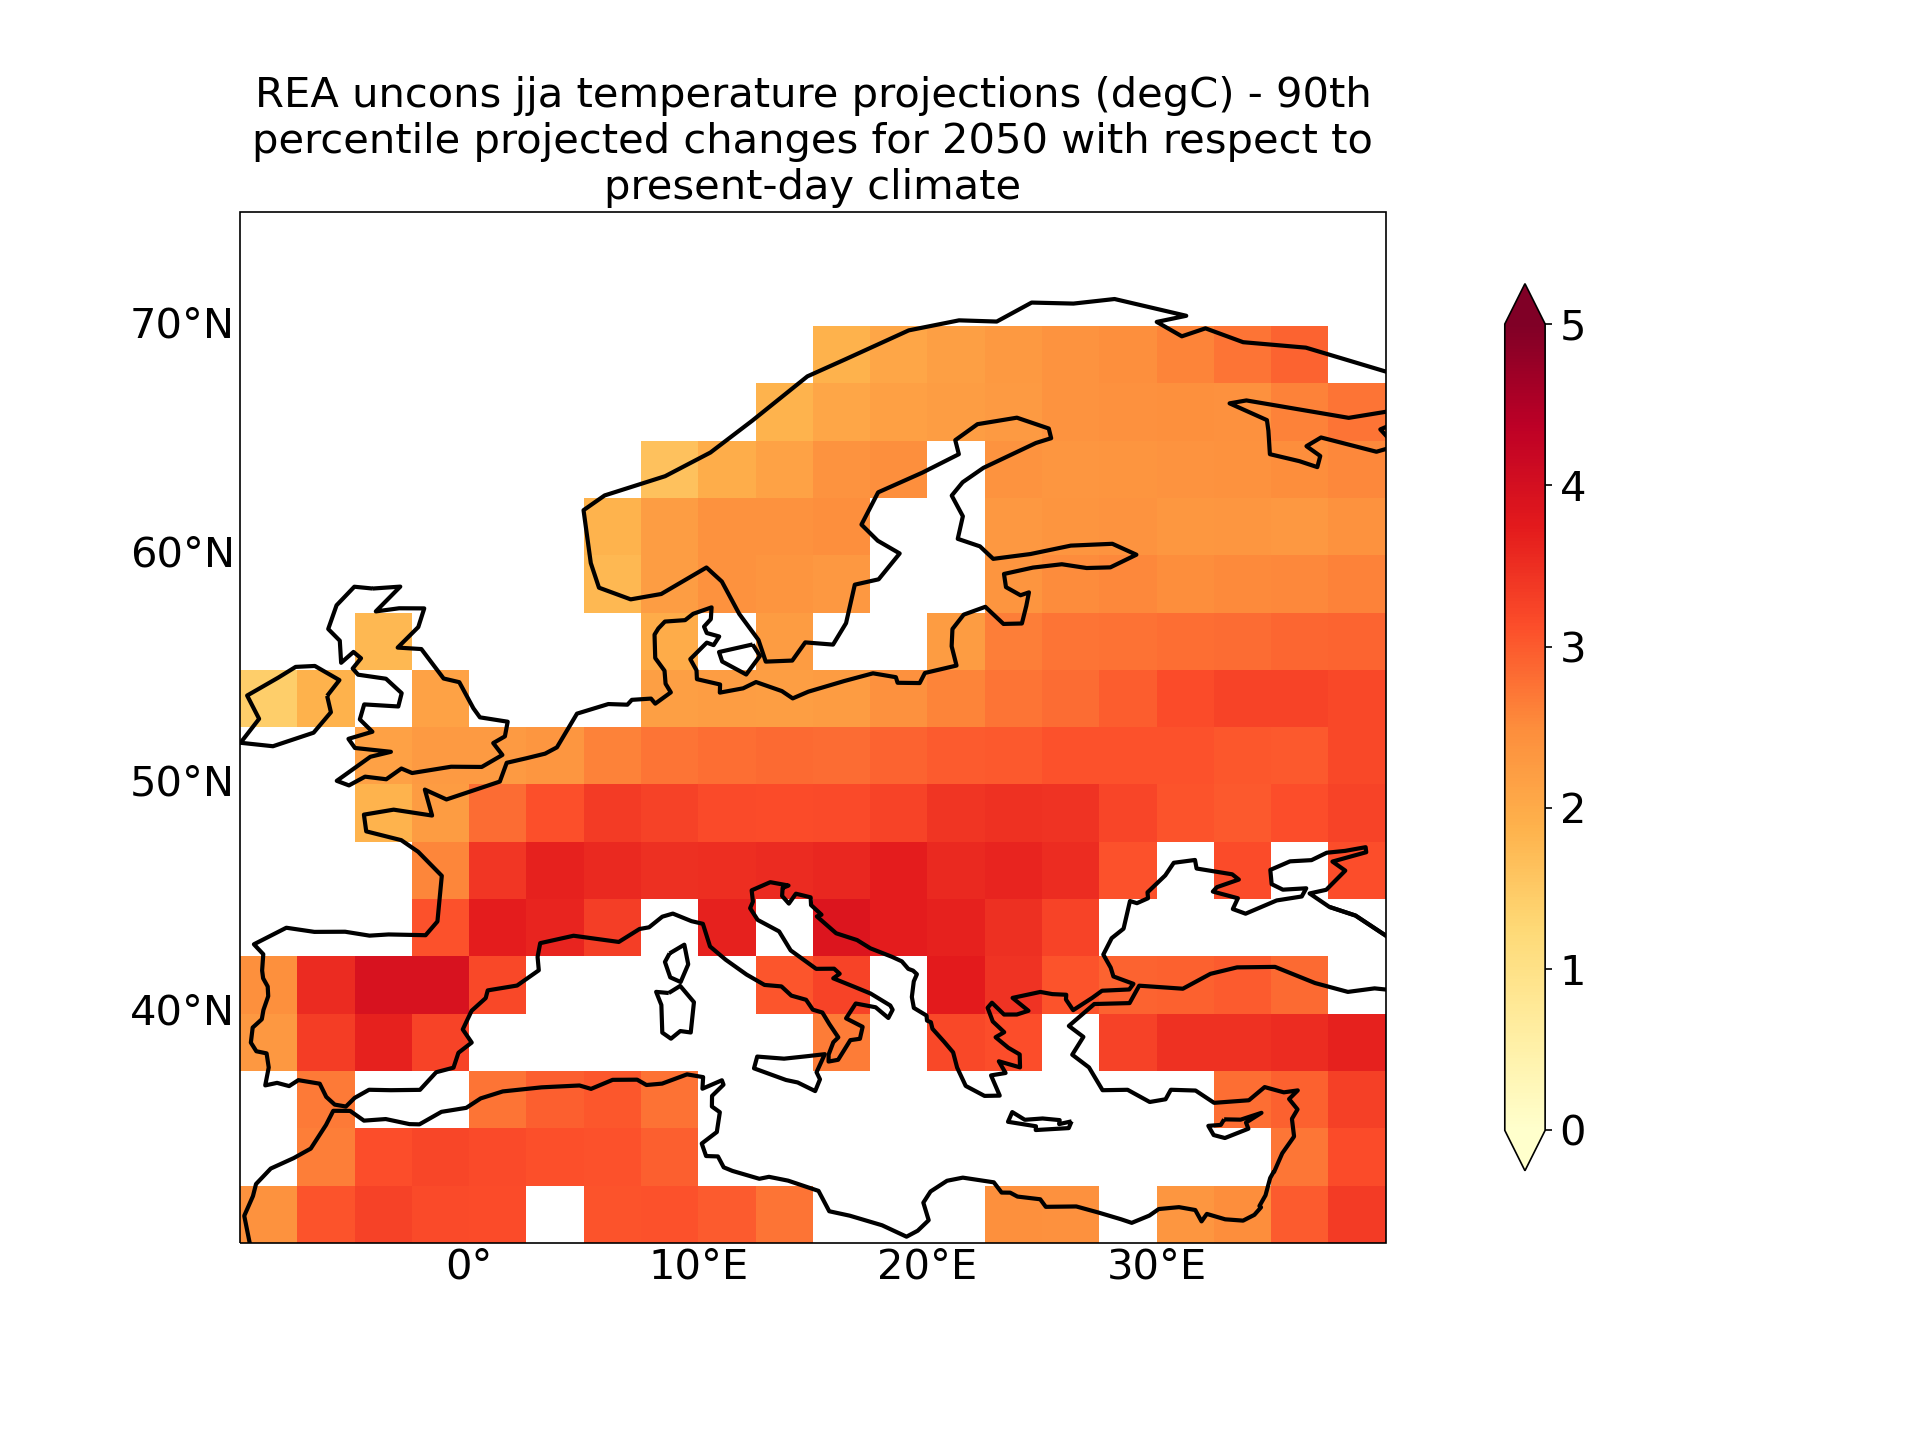 REA uncons jja temperature projections (degC) - 90th
percentile projected changes for 2050 with respect to
present-day climate
70°N
60°N
50°N
40°N
0°
10°E
20°E
30°E
5
4
3
2
1
0